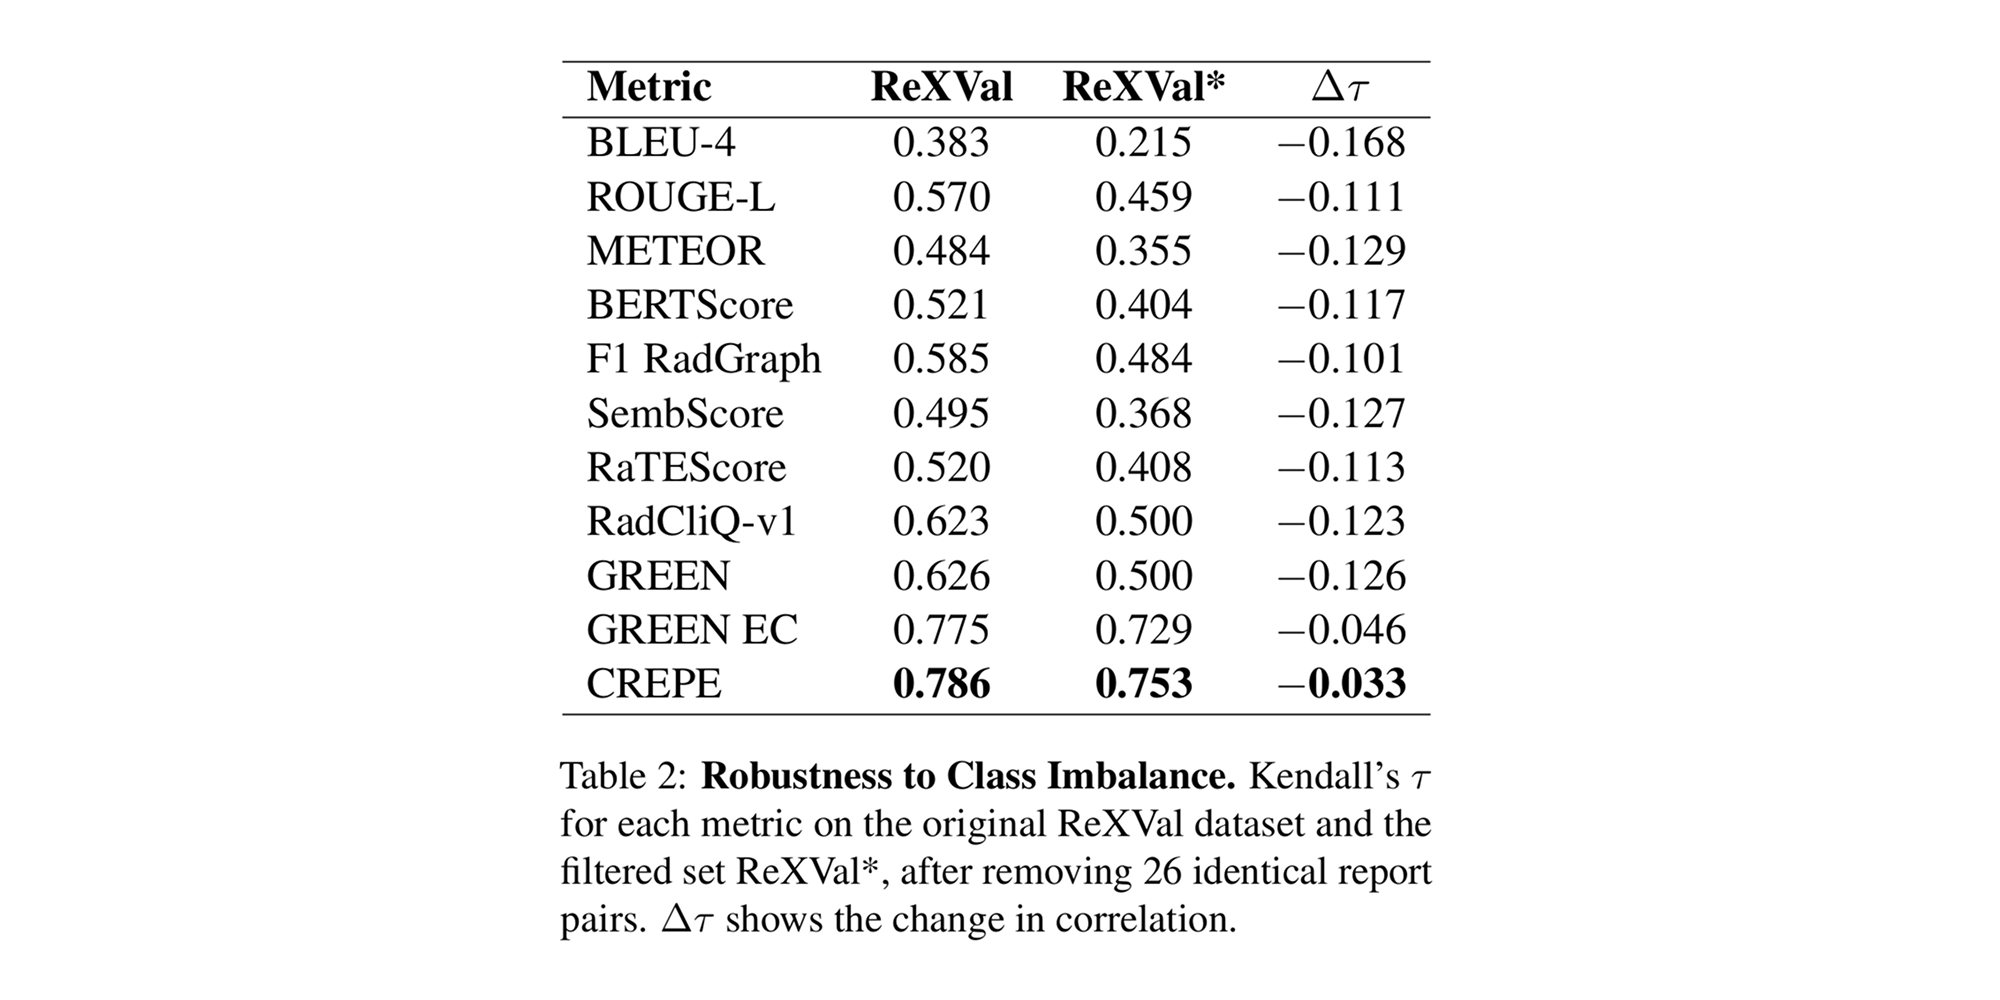 Metric ReXVal ReXVal* Δτ
BLEU-4 0.383 0.215 −0.168
ROUGE-L 0.570 0.459 −0.111
METEOR 0.484 0.355 −0.129
BERTScore 0.521 0.404 −0.117
F1 RadGraph 0.585 0.484 −0.101
SembScore 0.495 0.368 −0.127
RaTEScore 0.520 0.408 −0.113
RadCliQ-v1 0.623 0.500 −0.123
GREEN 0.626 0.500 −0.126
GREEN EC 0.775 0.729 −0.046
CREPE 0.786 0.753 −0.033
Table 2: Robustness to Class Imbalance. Kendall's τ
for each metric on the original ReXVal dataset and the
filtered set ReXVal*, after removing 26 identical report
pairs. Δτ shows the change in correlation.